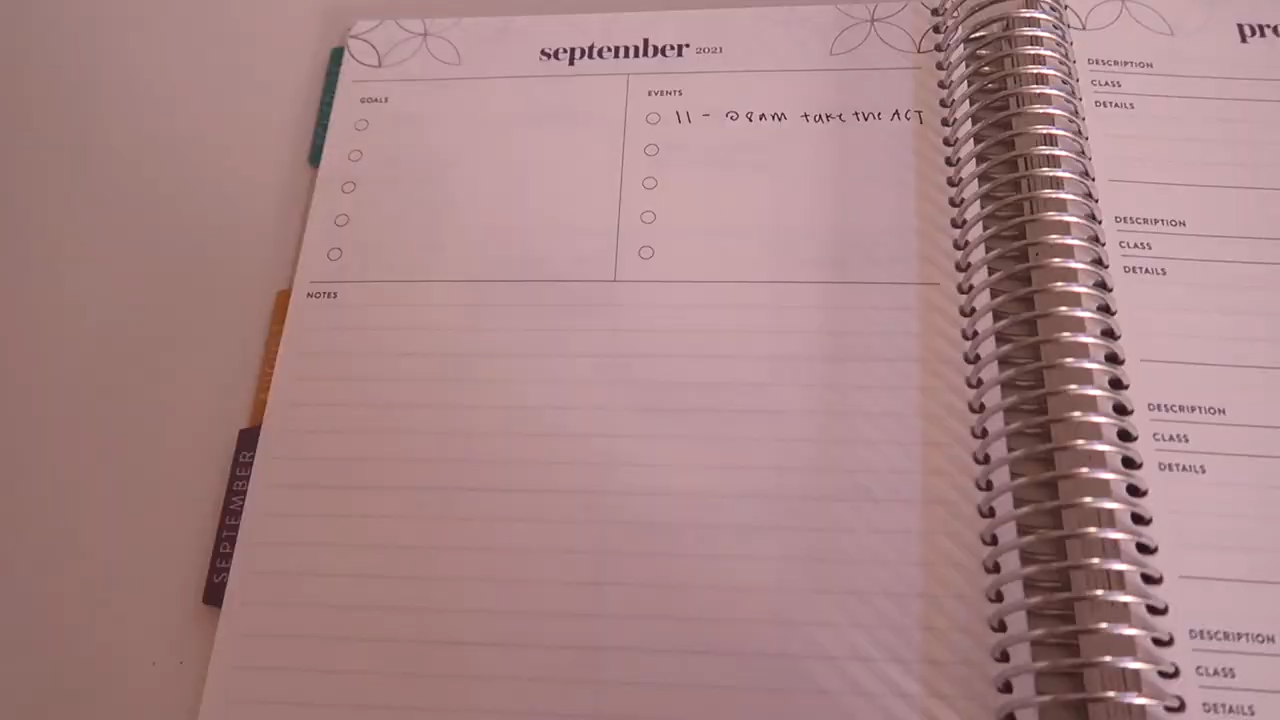 september 2021
GOALS
EVENTS
11 - 08am take the ACT
NOTES
SEPTEMBER
DESCRIPTION
CLASS
DETAILS
DESCRIPTION
CLASS
DETAILS
DESCRIPTION
CLASS
DETAILS
DESCRIPTION
CLASS
DETAILS